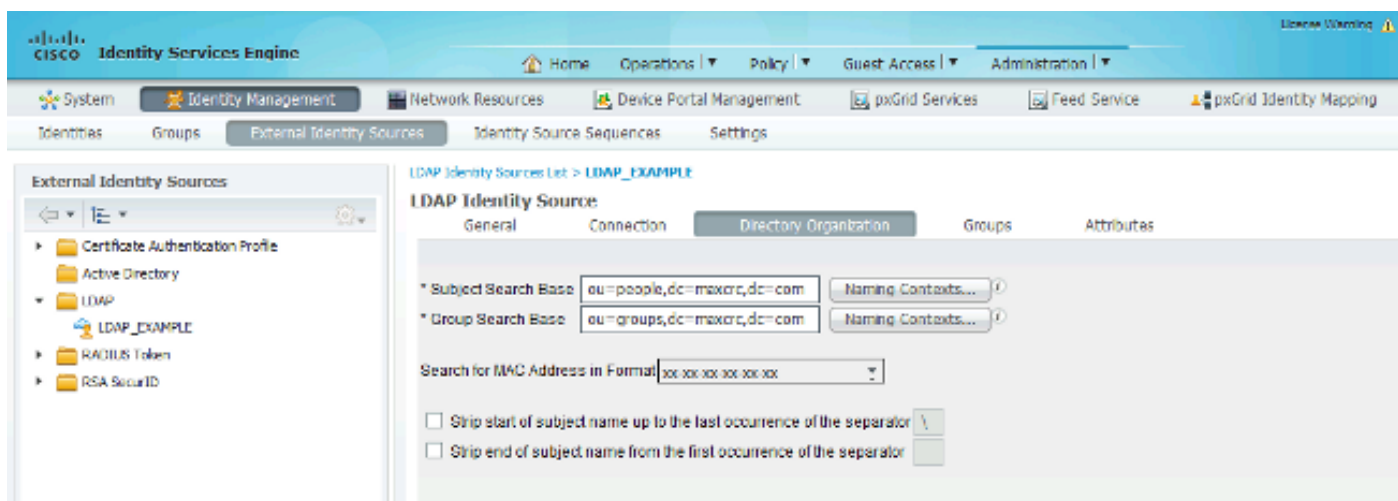 License Warning
CISCO Identity Services Engine
Home Operations Policy Guest Access Administration
System Identity Management Network Resources Device Portal Management pxGrid Services Feed Service pxGrid Identity Mapping
Identities Groups External Identity Sources Identity Source Sequences Settings
External Identity Sources
Certificate Authentication Profile
Active Directory
LDAP
LDAP_EXAMPLE
RADIUS Token
RSA SecurID
LDAP Identity Sources List > LDAP_EXAMPLE
LDAP Identity Source
General Connection Directory Organization Groups Attributes
* Subject Search Base ou=people,dc=maxcrc,dc=com Naming Contexts... i
* Group Search Base ou=groups,dc=maxcrc,dc=com Naming Contexts... i
Search for MAC Address in Format xx-xx-xx-xx-xx-xx
Strip start of subject name up to the last occurrence of the separator \
Strip end of subject name from the first occurrence of the separator